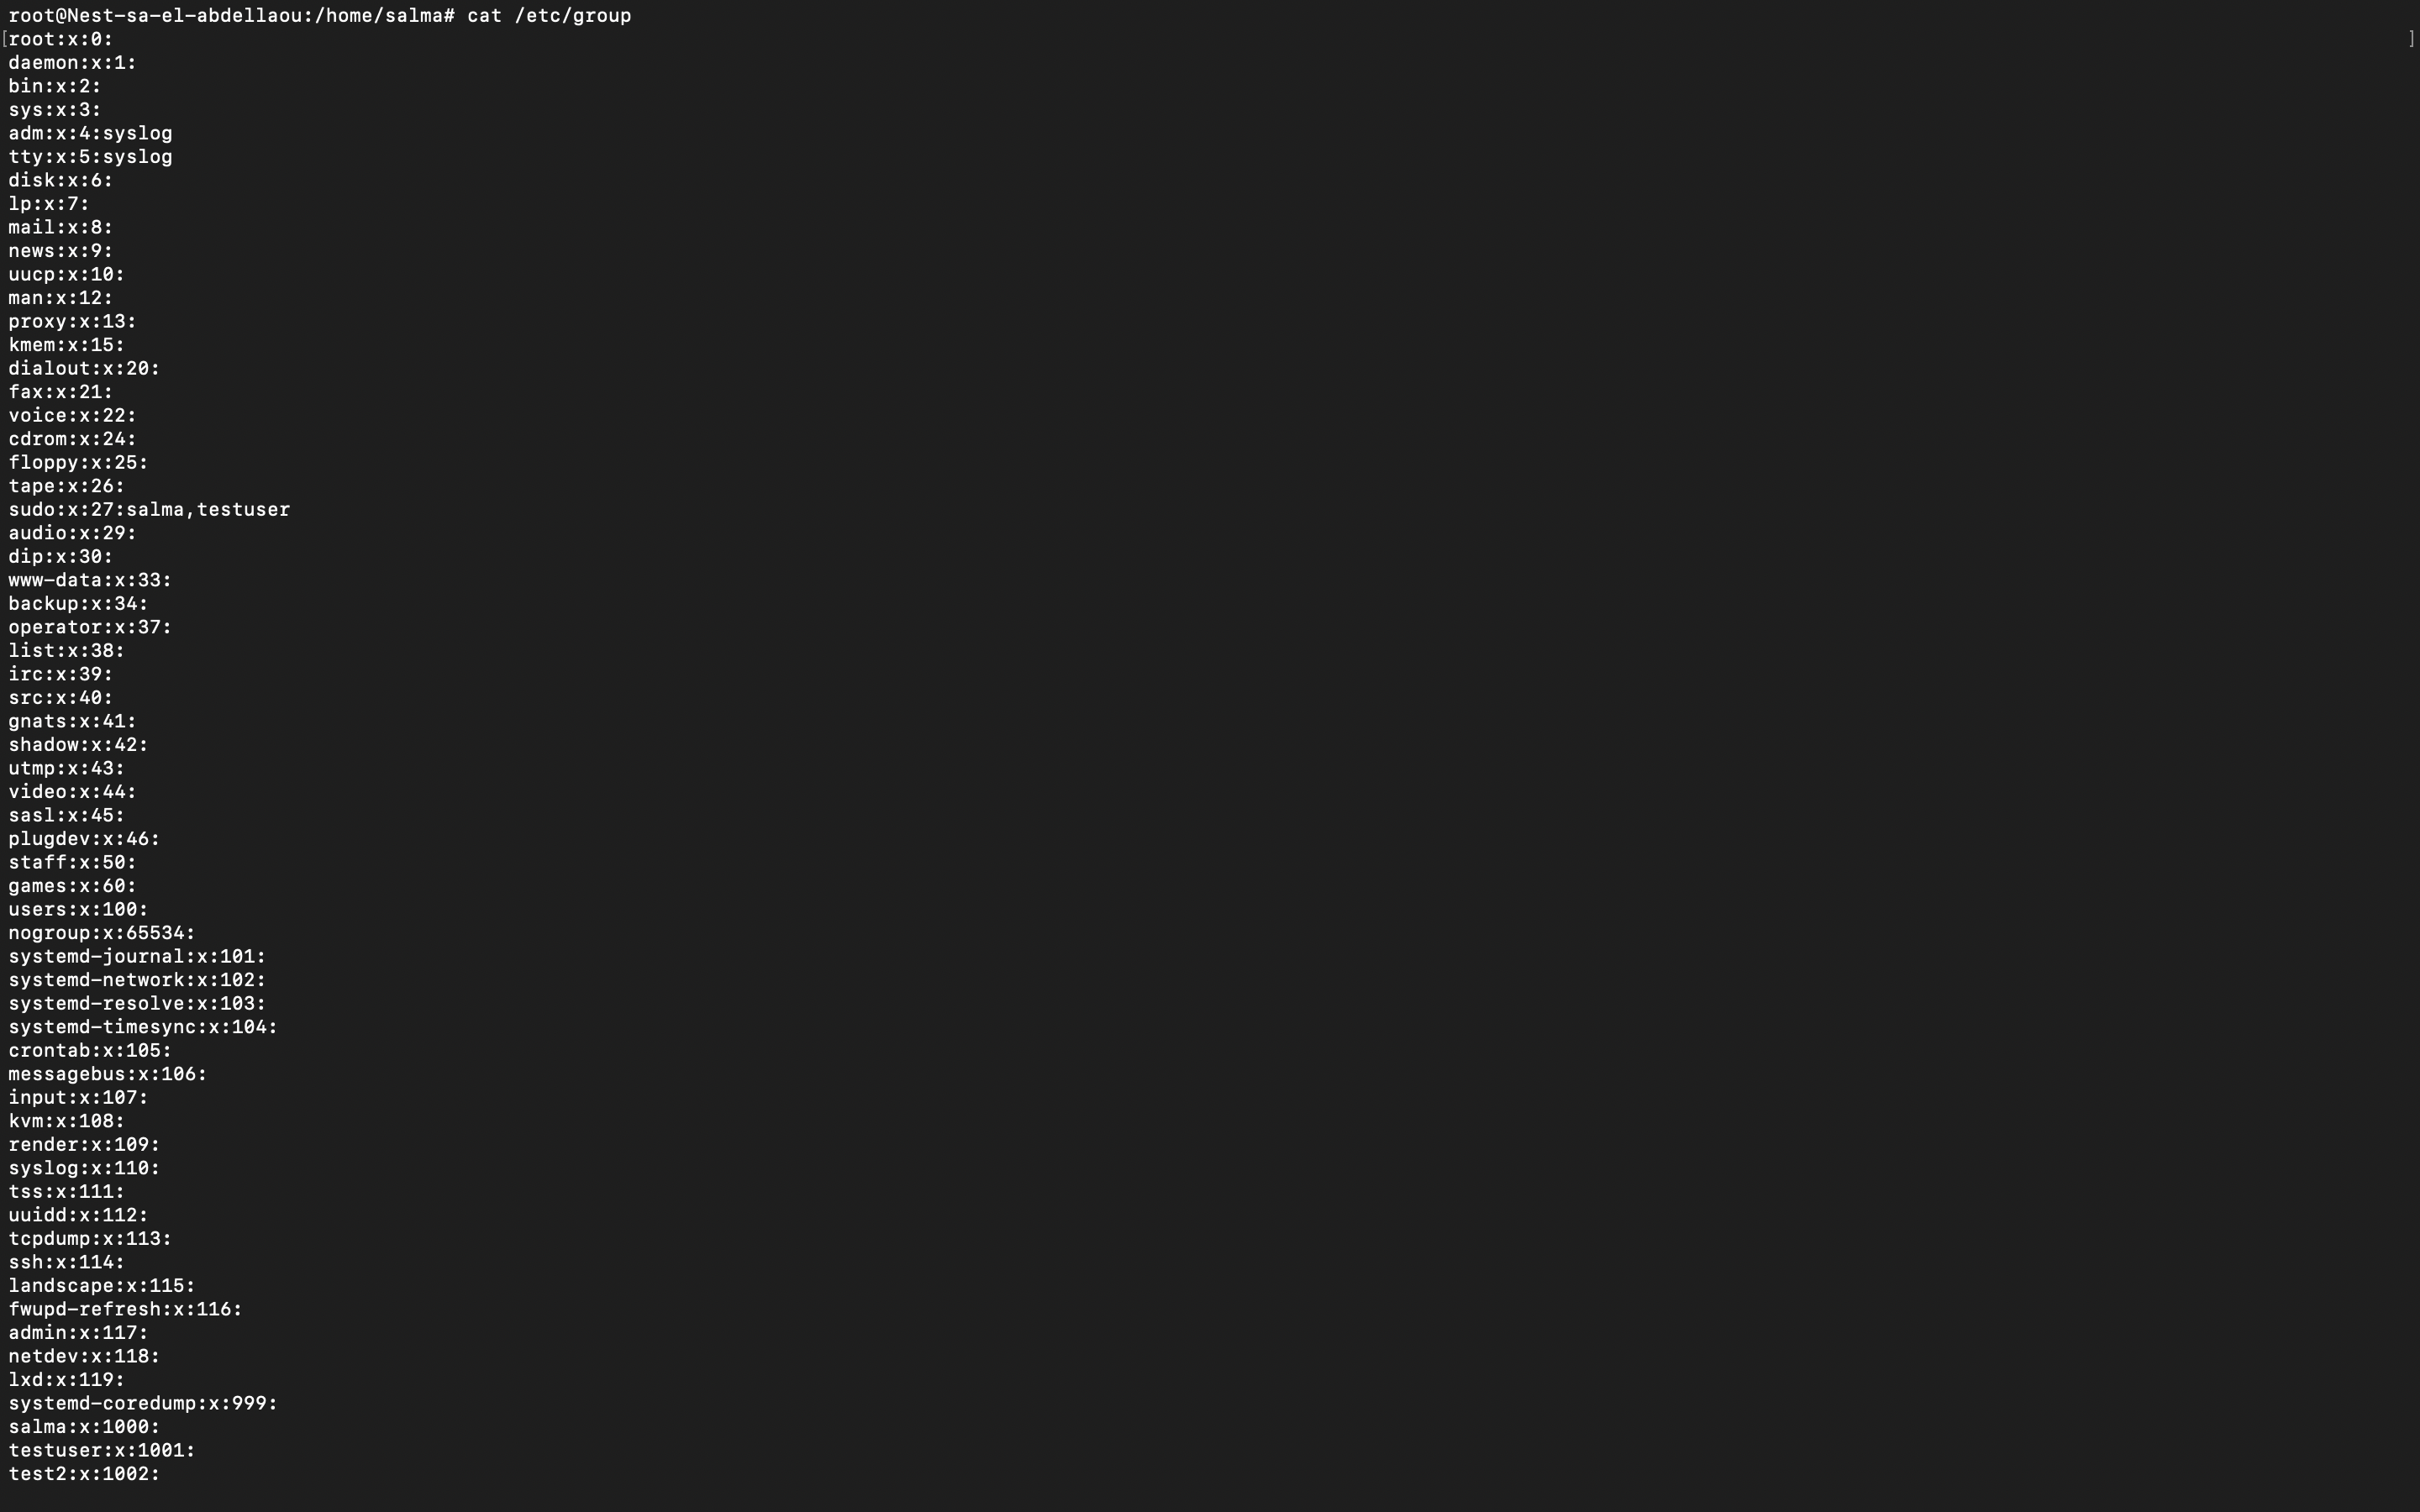 root@Nest-sa-el-abdellaou:/home/salma# cat /etc/group
[root:x:0: ]
daemon:x:1:
bin:x:2:
sys:x:3:
adm:x:4:syslog
tty:x:5:syslog
disk:x:6:
lp:x:7:
mail:x:8:
news:x:9:
uucp:x:10:
man:x:12:
proxy:x:13:
kmem:x:15:
dialout:x:20:
fax:x:21:
voice:x:22:
cdrom:x:24:
floppy:x:25:
tape:x:26:
sudo:x:27:salma,testuser
audio:x:29:
dip:x:30:
www-data:x:33:
backup:x:34:
operator:x:37:
list:x:38:
irc:x:39:
src:x:40:
gnats:x:41:
shadow:x:42:
utmp:x:43:
video:x:44:
sasl:x:45:
plugdev:x:46:
staff:x:50:
games:x:60:
users:x:100:
nogroup:x:65534:
systemd-journal:x:101:
systemd-network:x:102:
systemd-resolve:x:103:
systemd-timesync:x:104:
crontab:x:105:
messagebus:x:106:
input:x:107:
kvm:x:108:
render:x:109:
syslog:x:110:
tss:x:111:
uuidd:x:112:
tcpdump:x:113:
ssh:x:114:
landscape:x:115:
fwupd-refresh:x:116:
admin:x:117:
netdev:x:118:
lxd:x:119:
systemd-coredump:x:999:
salma:x:1000:
testuser:x:1001:
test2:x:1002: